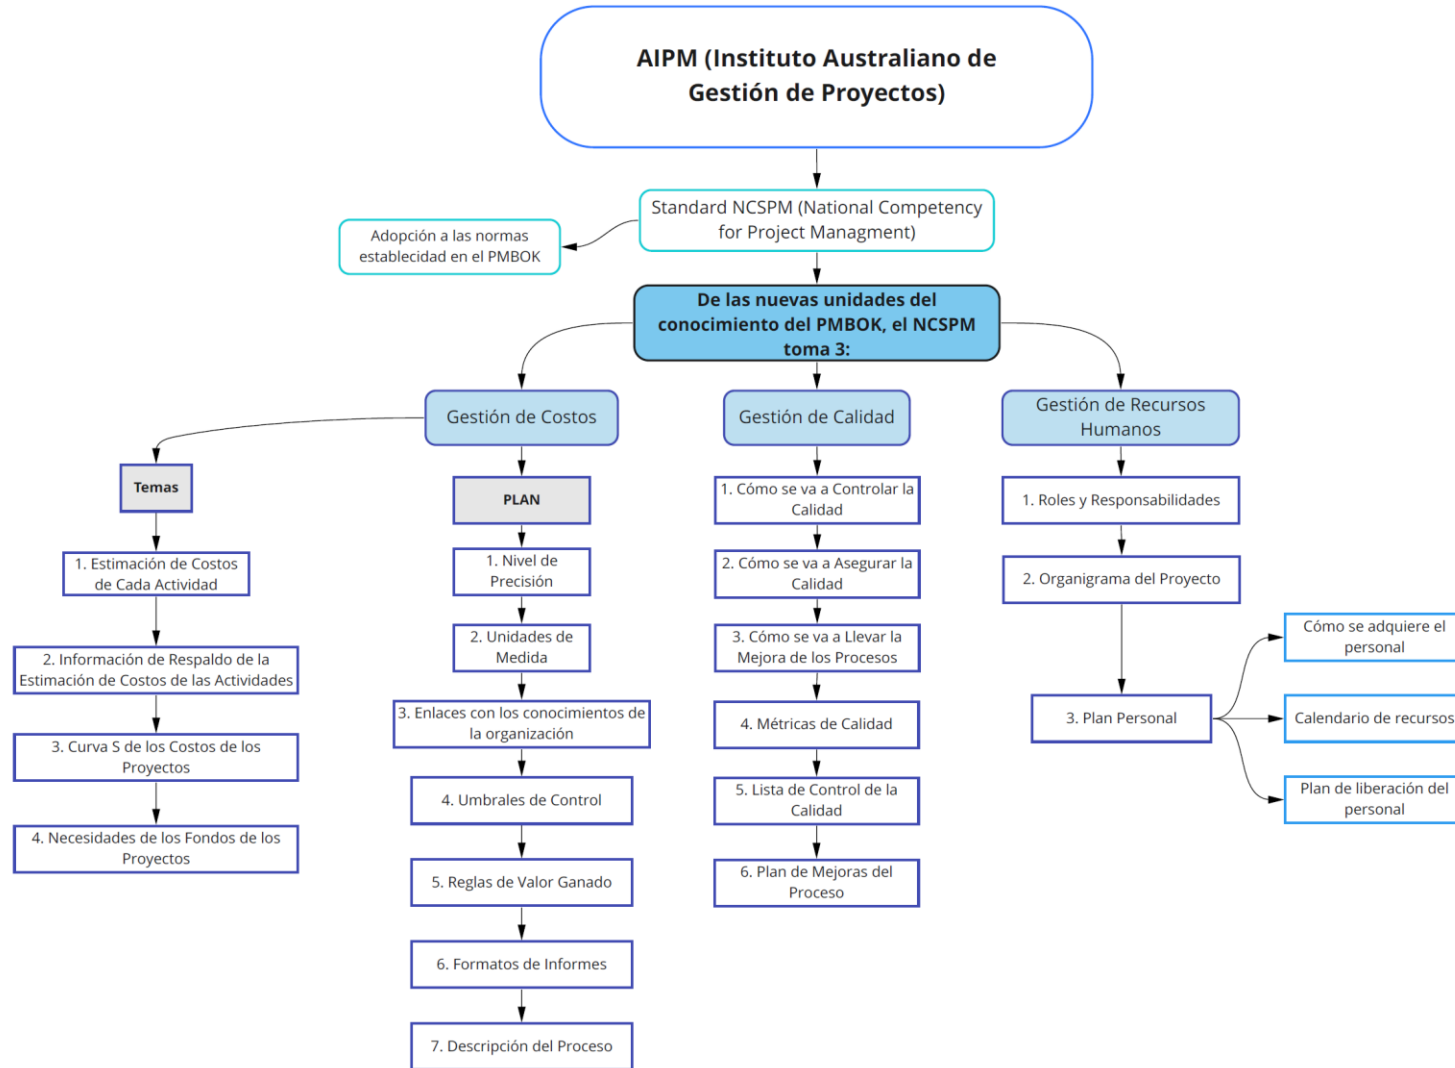 AIPM (Instituto Australiano de
Gestión de Proyectos)
Standard NCSPM (National Competency
for Project Managment)
Adopción a las normas
establecidad en el PMBOK
De las nuevas unidades del
conocimiento del PMBOK, el NCSPM
toma 3:
Gestión de Costos
Temas
1. Estimación de Costos
de Cada Actividad
2. Información de Respaldo de la
Estimación de Costos de las Actividades
3. Curva S de los Costos de los
Proyectos
4. Necesidades de los Fondos de los
Proyectos
PLAN
1. Nivel de
Precisión
2. Unidades de
Medida
3. Enlaces con los conocimientos de
la organización
4. Umbrales de Control
5. Reglas de Valor Ganado
6. Formatos de Informes
7. Descripción del Proceso
Gestión de Calidad
1. Cómo se va a Controlar la
Calidad
2. Cómo se va a Asegurar la
Calidad
3. Cómo se va a Llevar la
Mejora de los Procesos
4. Métricas de Calidad
5. Lista de Control de la
Calidad
6. Plan de Mejoras del
Proceso
Gestión de Recursos
Humanos
1. Roles y Responsabilidades
2. Organigrama del Proyecto
3. Plan Personal
Cómo se adquiere el
personal
Calendario de recursos
Plan de liberación del
personal